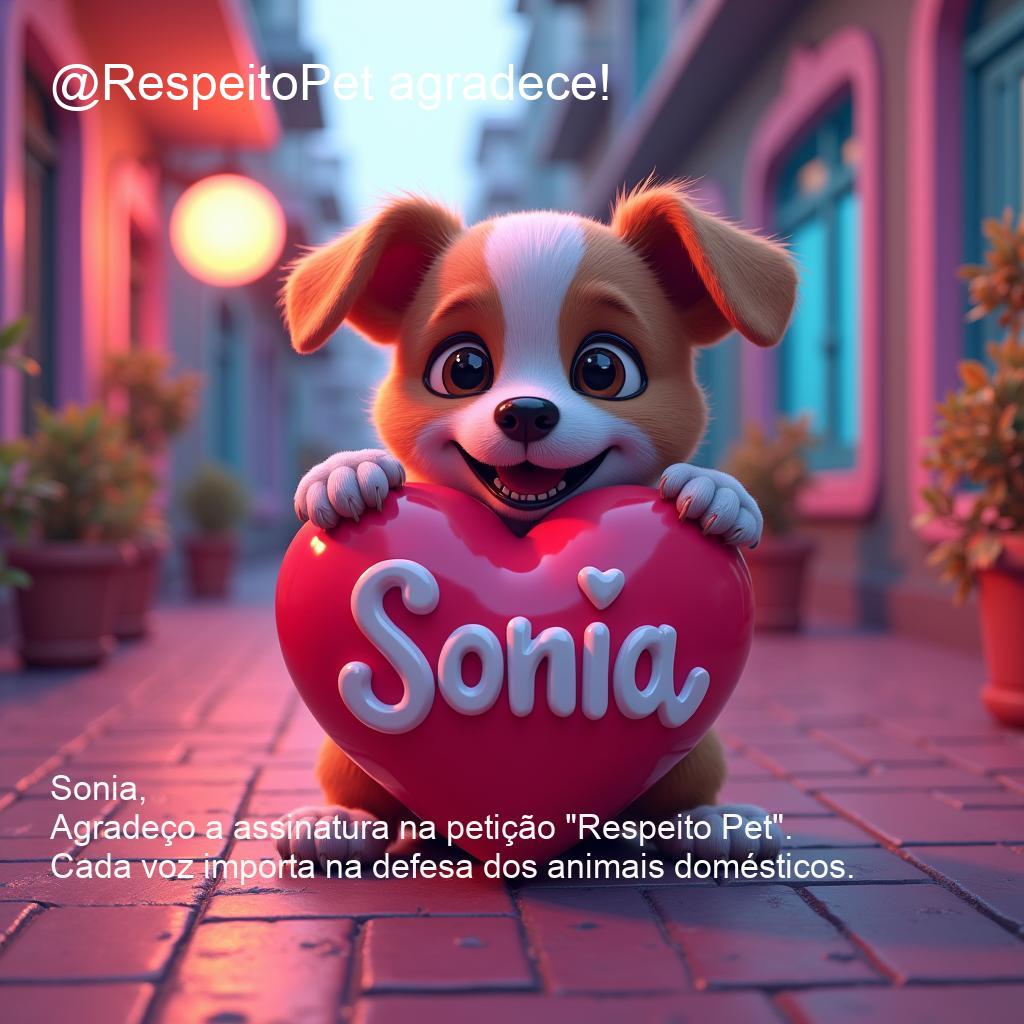 @RespeitoPet agradece!
Sonia
Sonia,
Agradeço a assinatura na petição "Respeito Pet".
Cada voz importa na defesa dos animais domésticos.